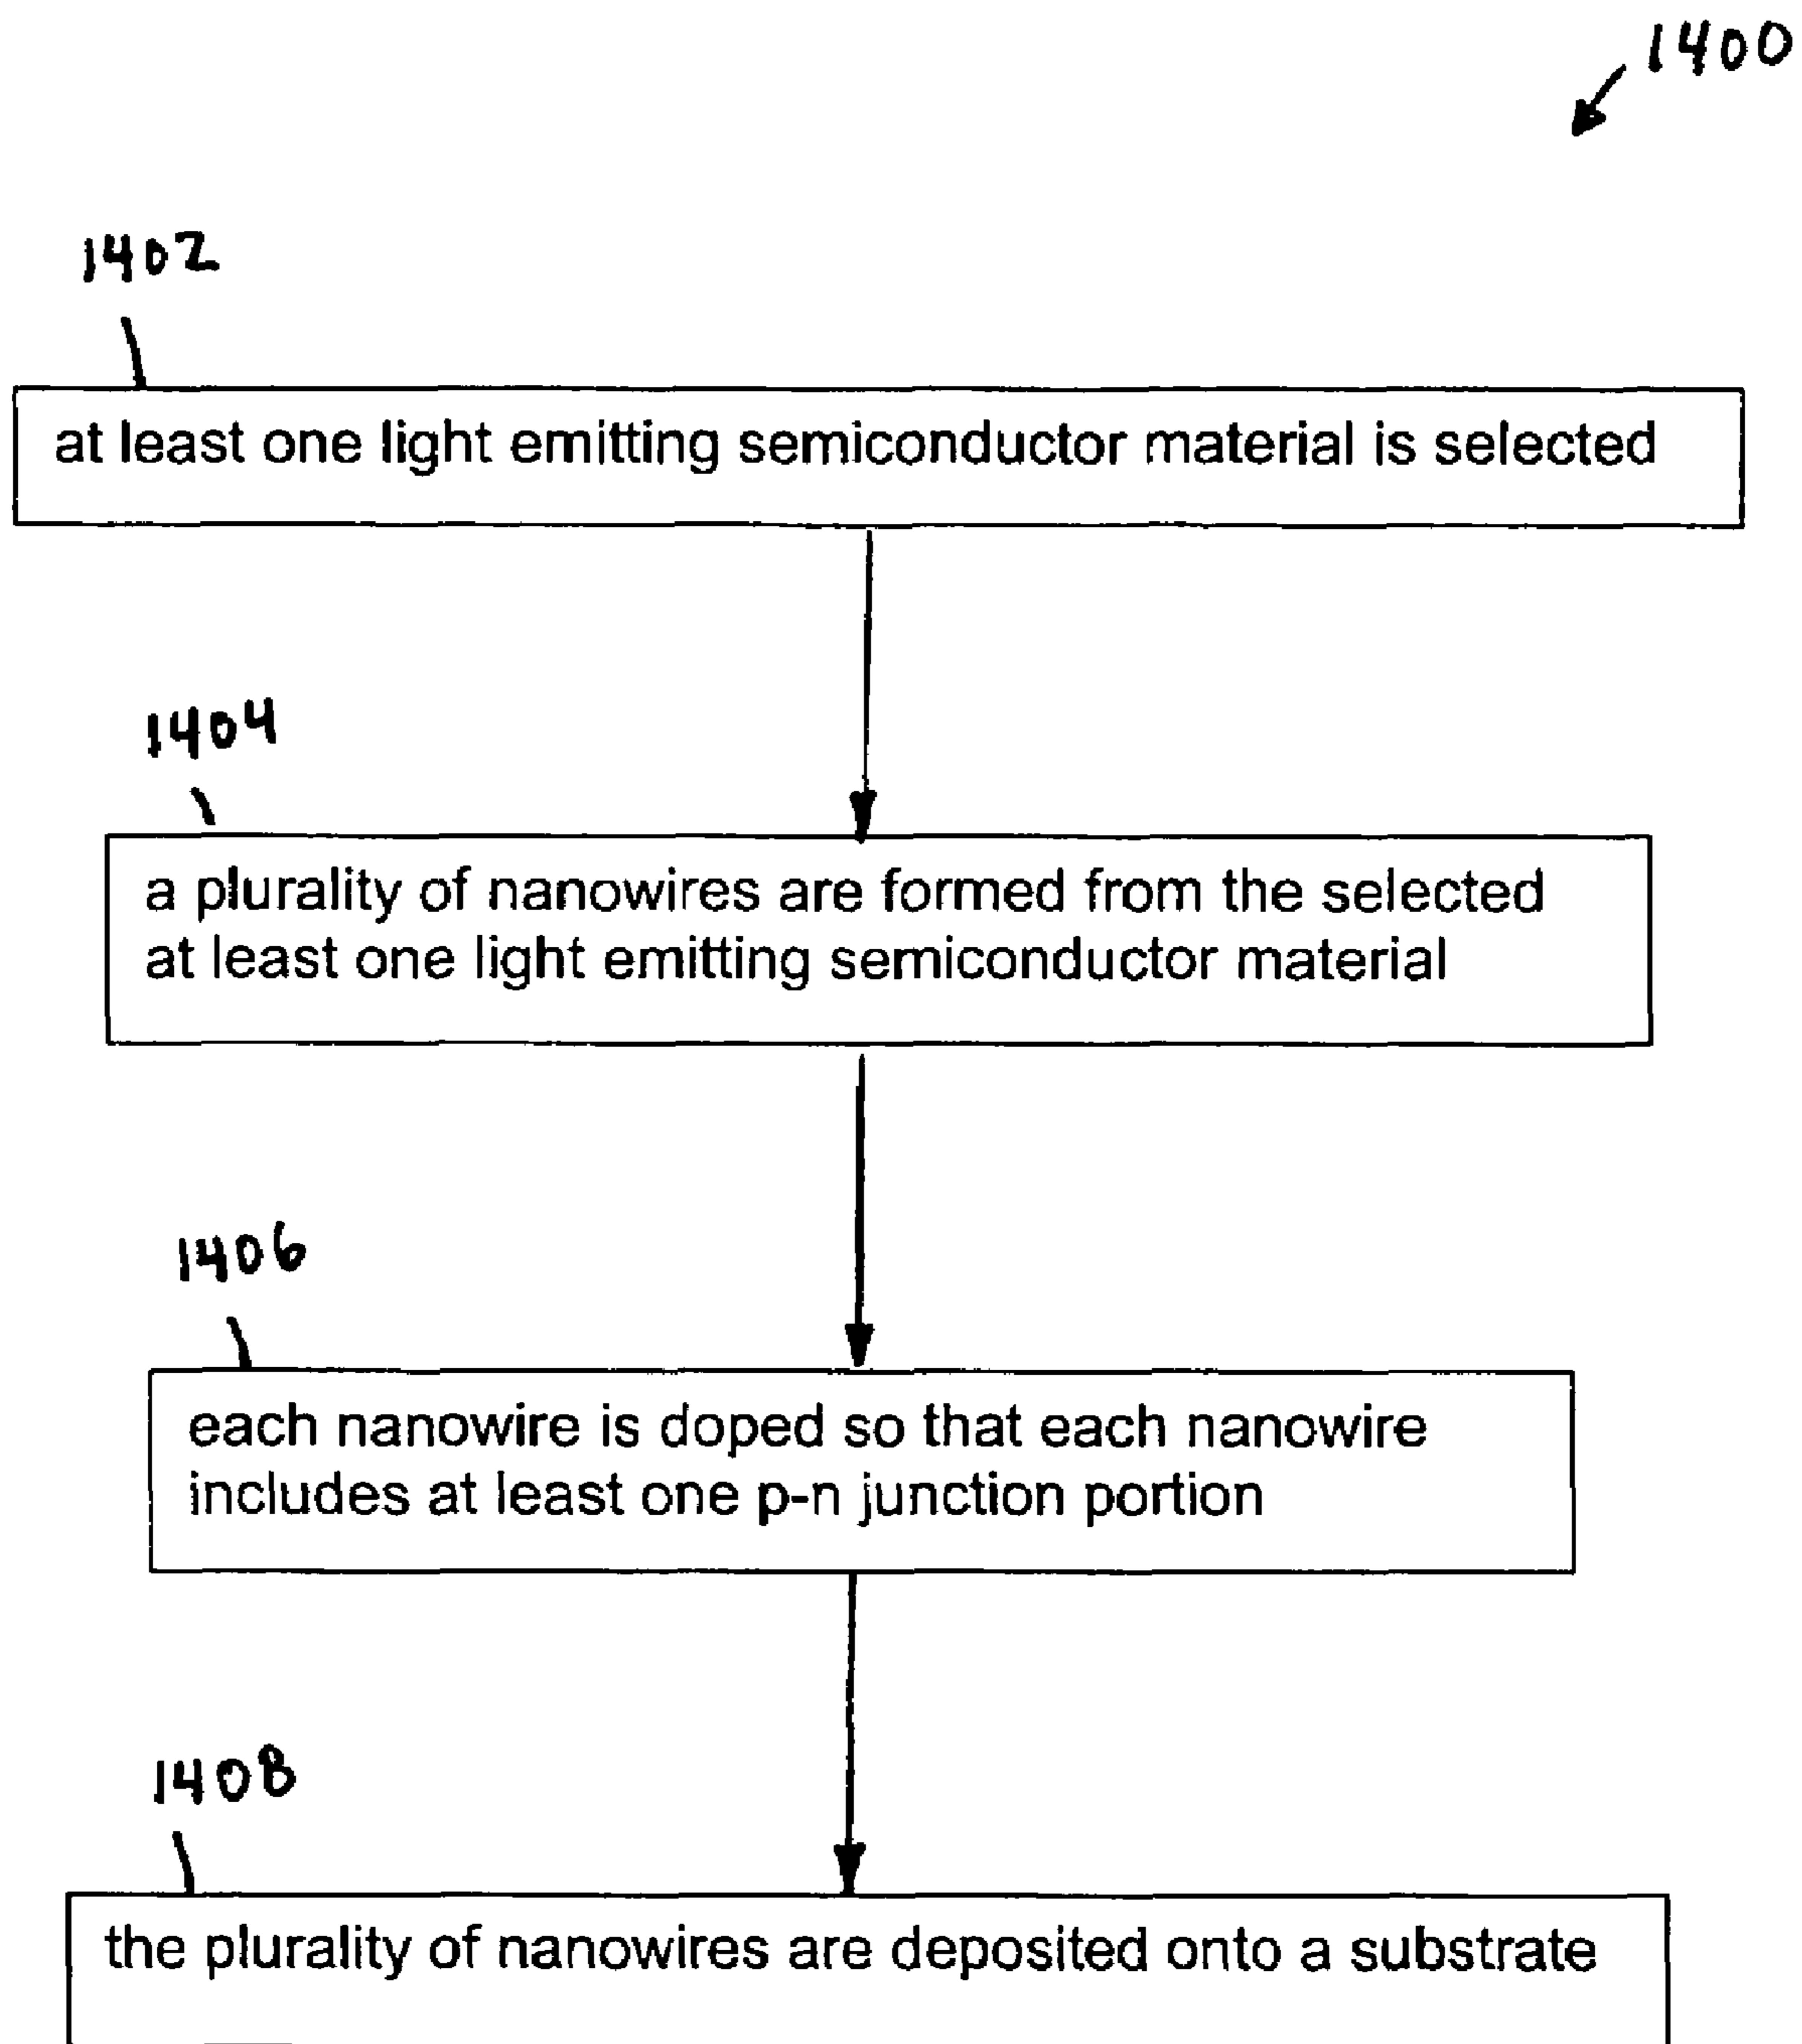 1400
1402
at least one light emitting semiconductor material is selected
1404
a plurality of nanowires are formed from the selected
at least one light emitting semiconductor material
1406
each nanowire is doped so that each nanowire
includes at least one p-n junction portion
1408
the plurality of nanowires are deposited onto a substrate